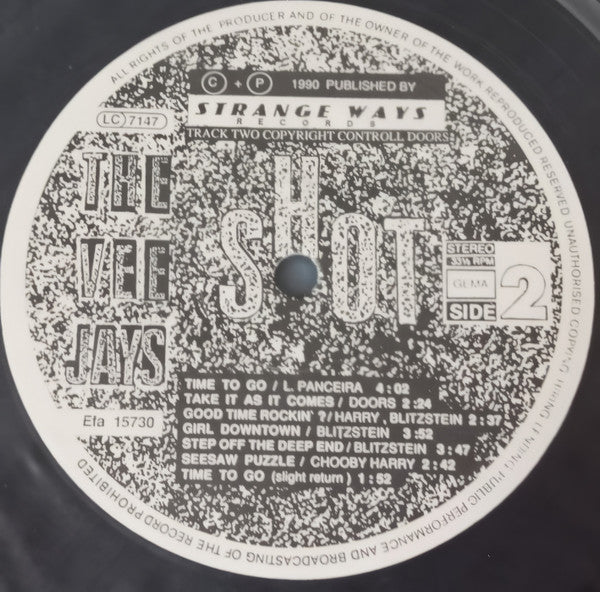 ALL RIGHTS OF THE PRODUCER AND OF THE OWNER OF THE WORK REPRODUCED RESERVED UNAUTHORISED COPYING HIRING LENDING PUBLIC PERFORMANCE AND BROADCASTING OF THE RECORD PROHIBITED
C + P 1990 PUBLISHED BY
STRANGE WAYS
RECORDS
TRACK TWO COPYRIGHT CONTROLL DOORS
LC 7147
THE
VEE
JAYS
SHOT
STEREO
33⅓ RPM
GEMA
SIDE 2
Efa 15730
TIME TO GO / L. PANCEIRA 4:02
TAKE IT AS IT COMES / DOORS 2:24
GOOD TIME ROCKIN' ?/ HARRY, BLITZSTEIN 2:37
GIRL DOWNTOWN / BLITZSTEIN 3:52
STEP OFF THE DEEP END / BLITZSTEIN 3:47
SEESAW PUZZLE / CHOOBY HARRY 2:42
TIME TO GO (slight return) 1:52